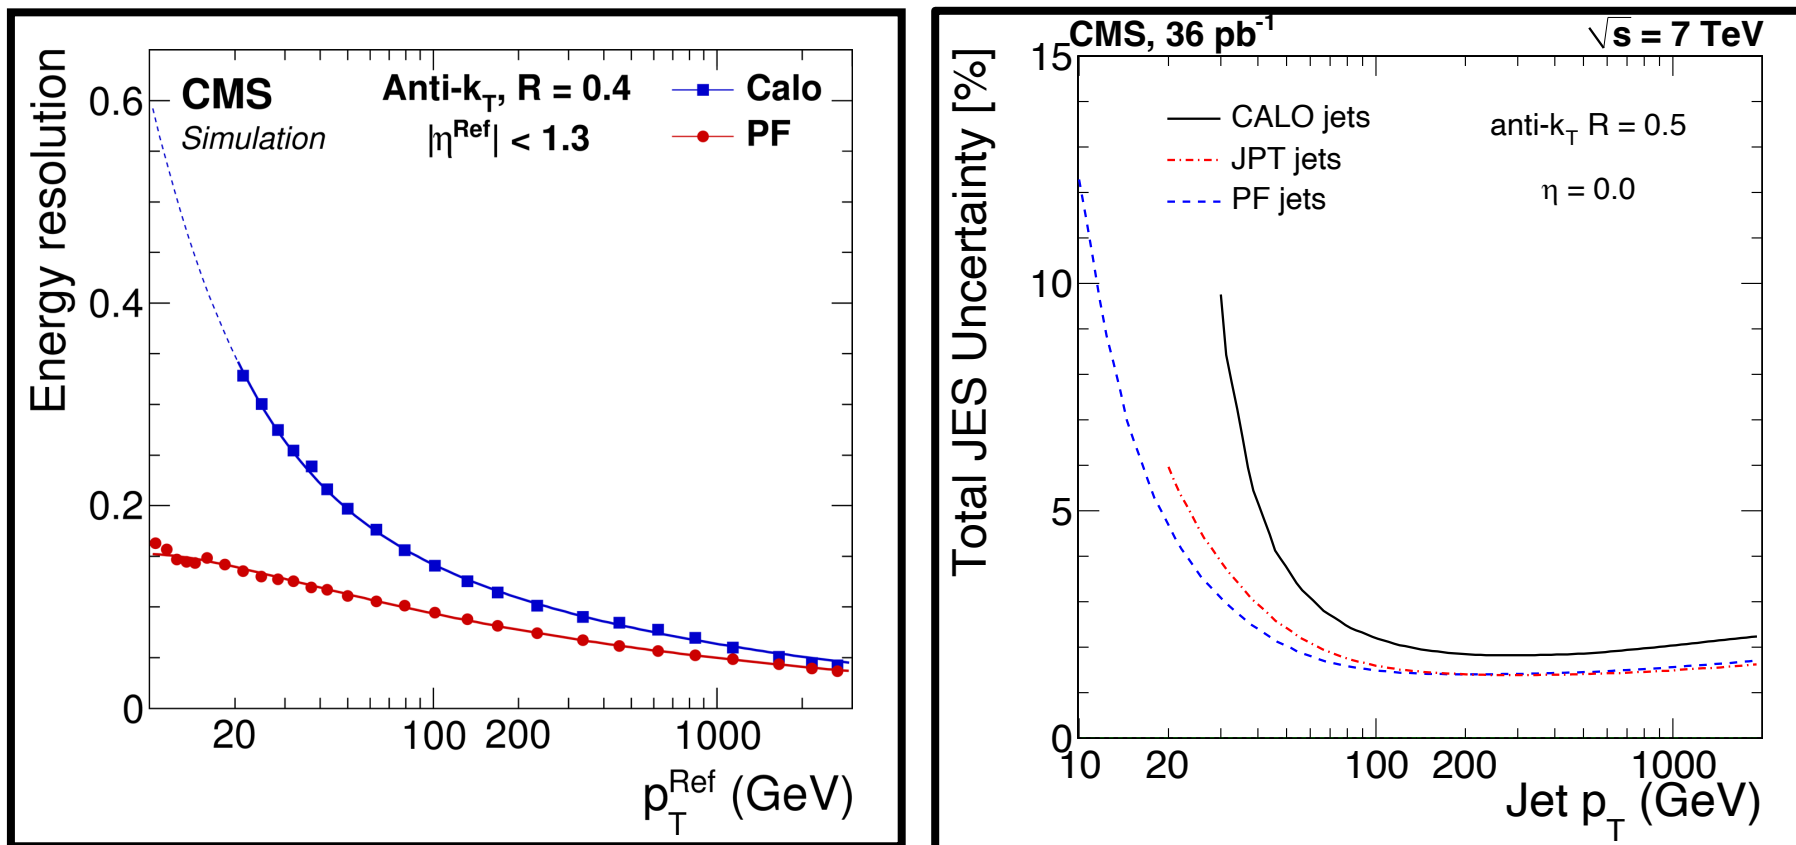 CMS
Simulation
Anti-k_T, R = 0.4
|η^Ref| < 1.3
Calo
PF
Energy resolution
0.6
0.4
0.2
0
20
100
200
1000
p_T^Ref (GeV)
CMS, 36 pb^-1
√s = 7 TeV
CALO jets
JPT jets
PF jets
anti-k_T R = 0.5
η = 0.0
Total JES Uncertainty [%]
15
10
5
0
10
20
100
200
1000
Jet p_T (GeV)